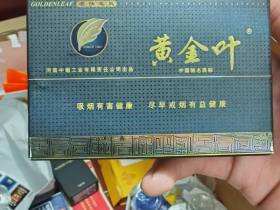 GOLDENLEAF
黄金叶
®
GOLDEN LEAF
河南中烟工业有限责任公司出品
中国驰名商标
吸烟有害健康 尽早戒烟有益健康